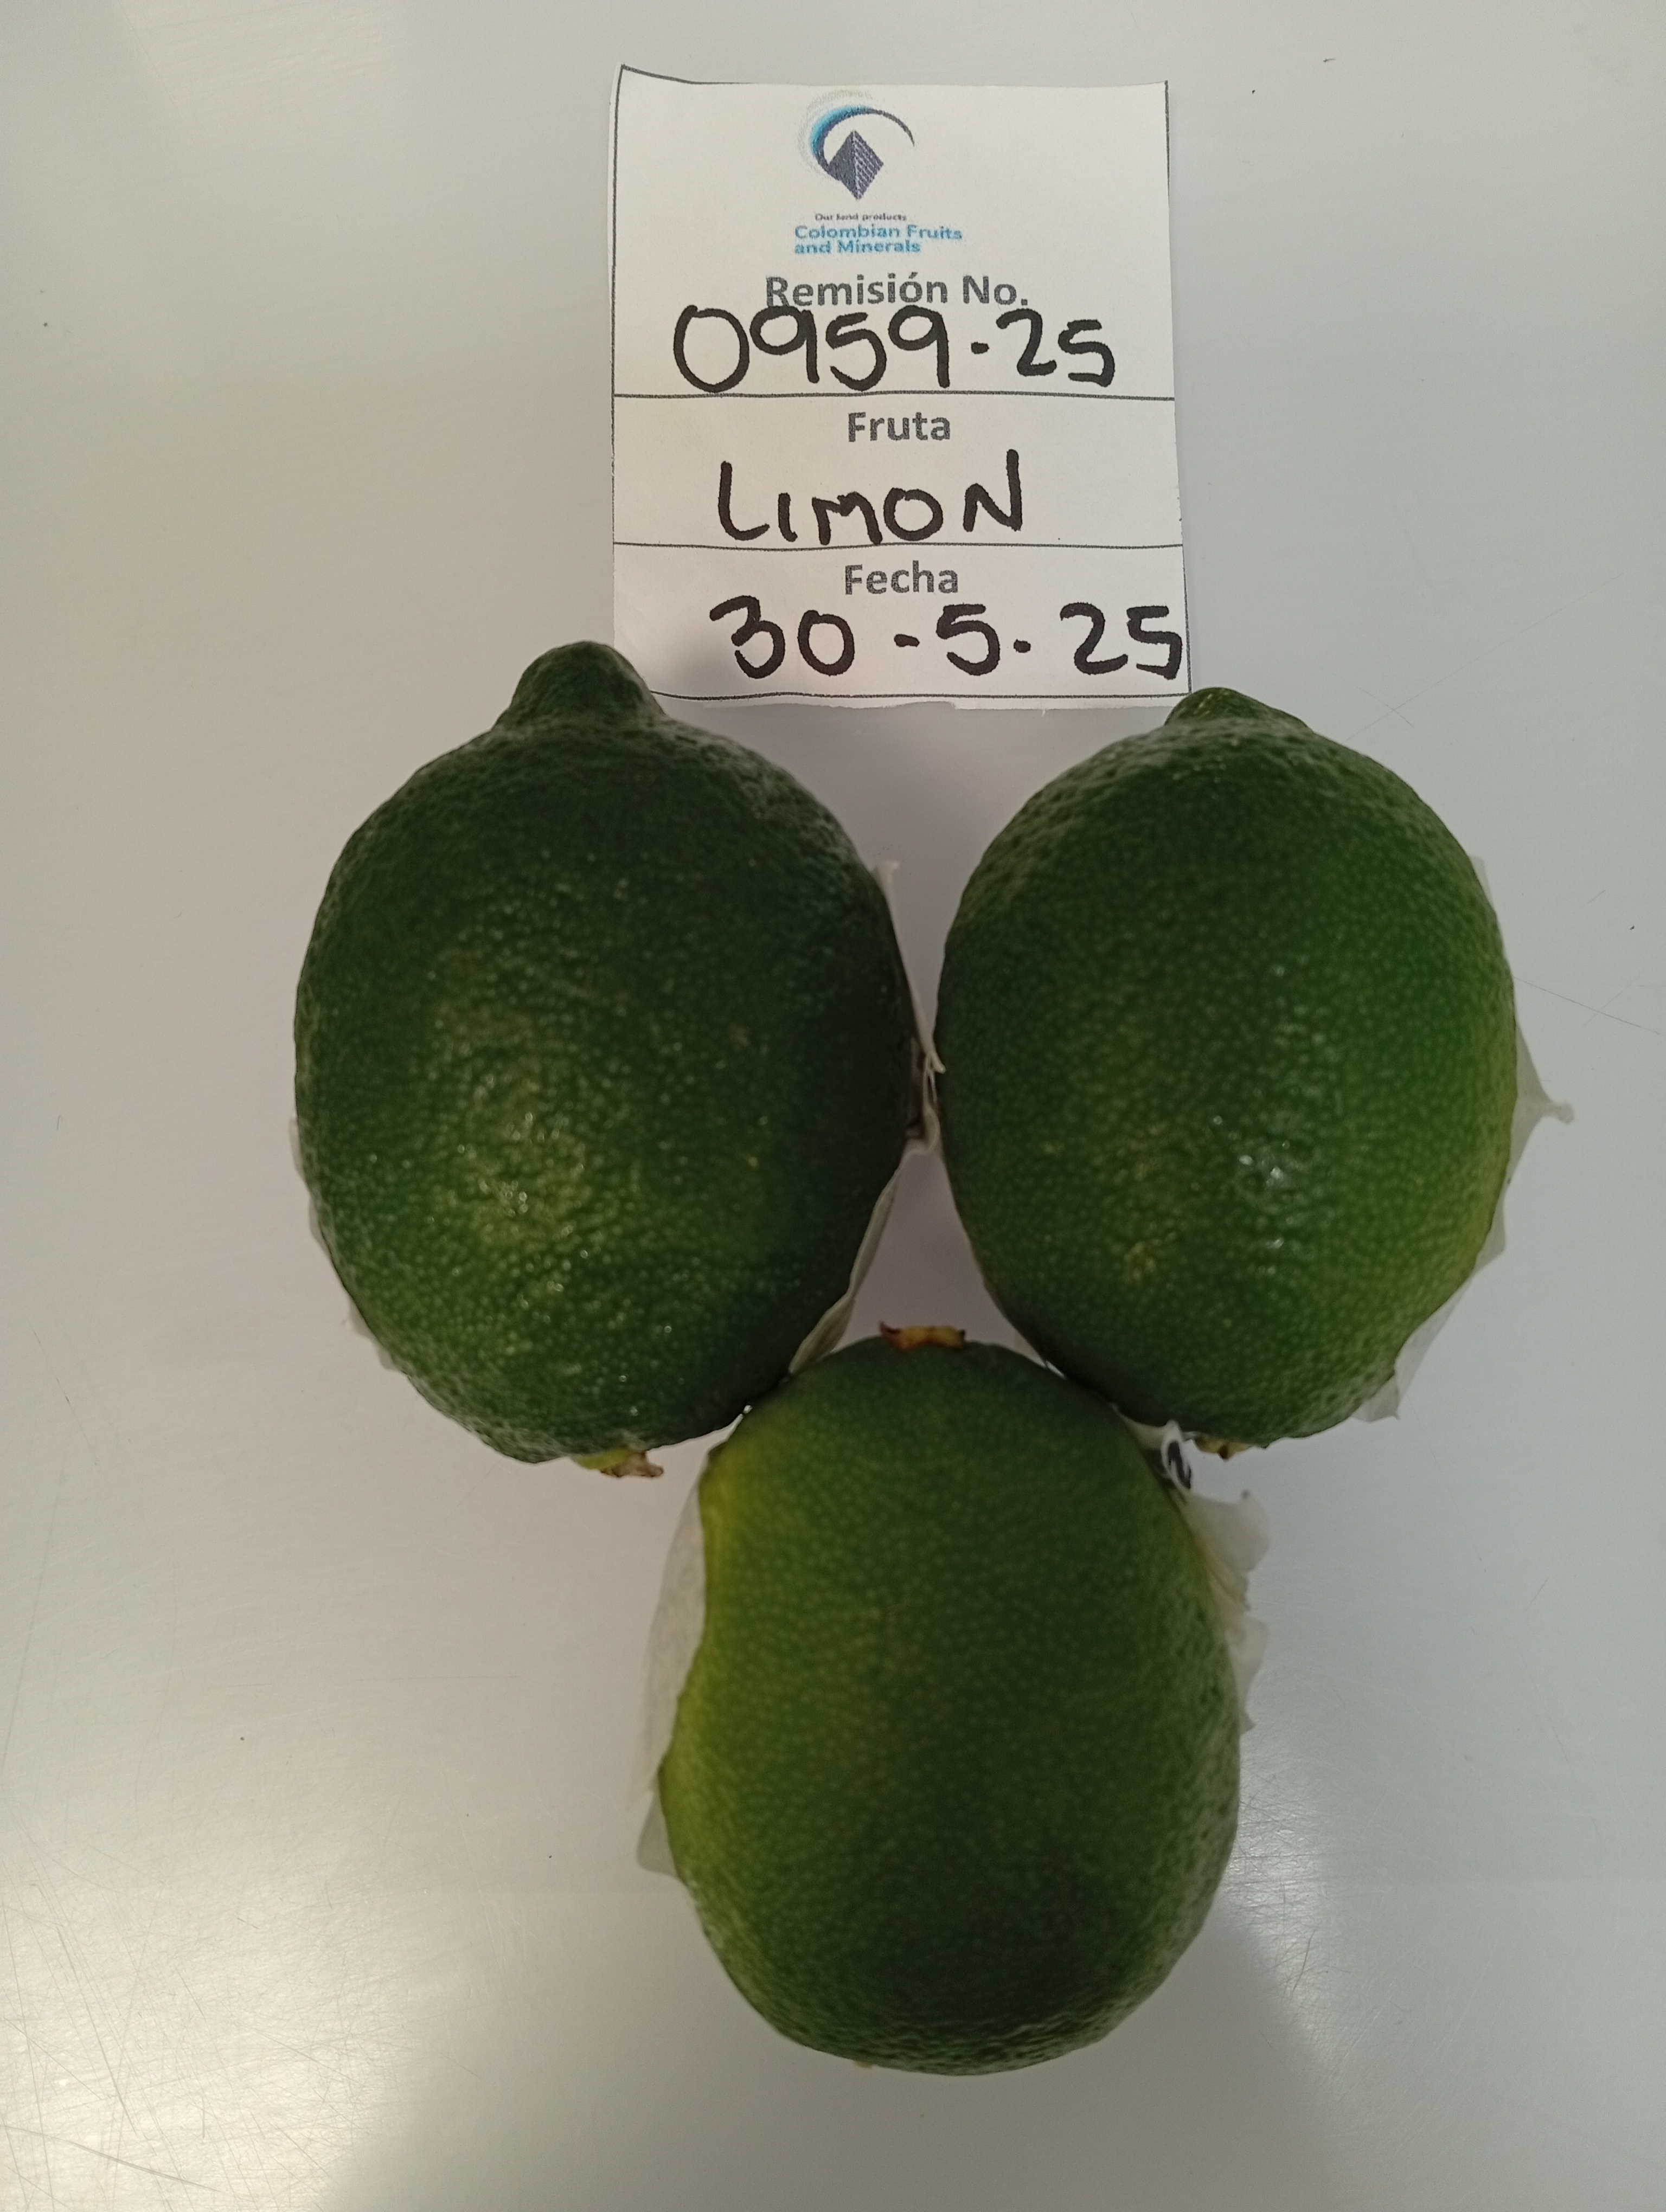 Our land products
Colombian Fruits
and Minerals
Remisión No.
0959-25
Fruta
LIMON
Fecha
30-5-25